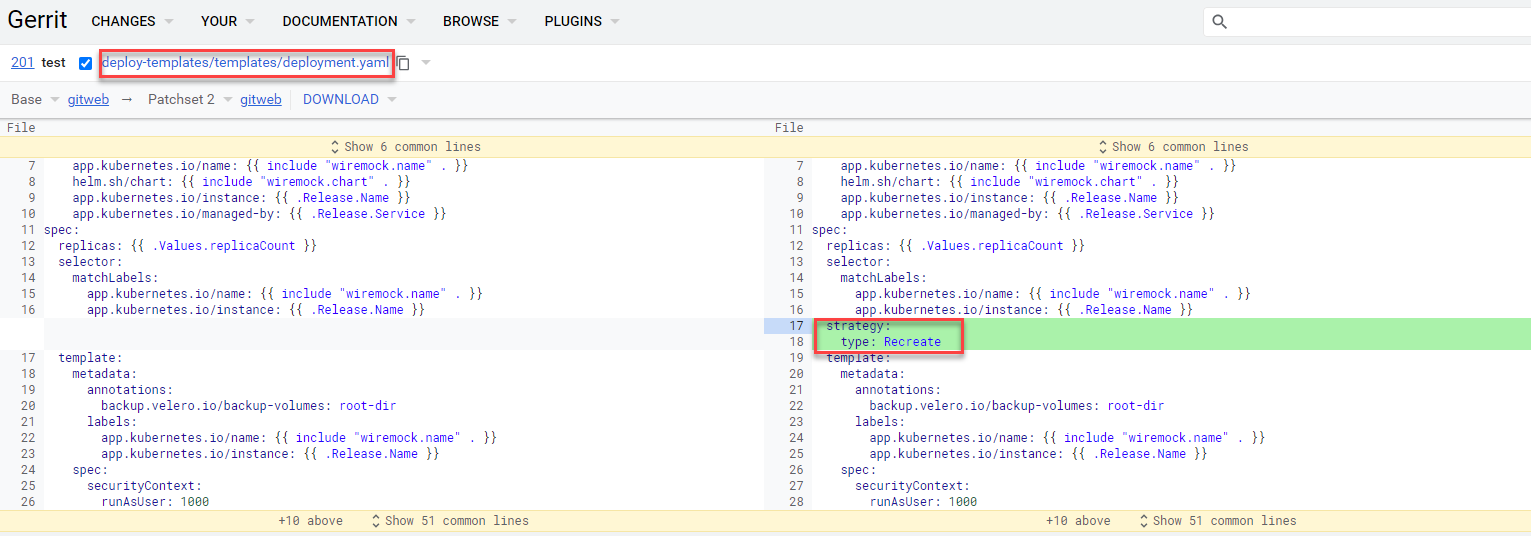 Gerrit CHANGES YOUR DOCUMENTATION BROWSE PLUGINS
201 test deploy-templates/templates/deployment.yaml
Base gitweb → Patchset 2 gitweb DOWNLOAD
File File
Show 6 common lines Show 6 common lines
7 app.kubernetes.io/name: {{ include "wiremock.name" . }} 7 app.kubernetes.io/name: {{ include "wiremock.name" . }}
8 helm.sh/chart: {{ include "wiremock.chart" . }} 8 helm.sh/chart: {{ include "wiremock.chart" . }}
9 app.kubernetes.io/instance: {{ .Release.Name }} 9 app.kubernetes.io/instance: {{ .Release.Name }}
10 app.kubernetes.io/managed-by: {{ .Release.Service }} 10 app.kubernetes.io/managed-by: {{ .Release.Service }}
11 spec: 11 spec:
12 replicas: {{ .Values.replicaCount }} 12 replicas: {{ .Values.replicaCount }}
13 selector: 13 selector:
14 matchLabels: 14 matchLabels:
15 app.kubernetes.io/name: {{ include "wiremock.name" . }} 15 app.kubernetes.io/name: {{ include "wiremock.name" . }}
16 app.kubernetes.io/instance: {{ .Release.Name }} 16 app.kubernetes.io/instance: {{ .Release.Name }}
17 strategy:
18 type: Recreate
17 template: 19 template:
18 metadata: 20 metadata:
19 annotations: 21 annotations:
20 backup.velero.io/backup-volumes: root-dir 22 backup.velero.io/backup-volumes: root-dir
21 labels: 23 labels:
22 app.kubernetes.io/name: {{ include "wiremock.name" . }} 24 app.kubernetes.io/name: {{ include "wiremock.name" . }}
23 app.kubernetes.io/instance: {{ .Release.Name }} 25 app.kubernetes.io/instance: {{ .Release.Name }}
24 spec: 26 spec:
25 securityContext: 27 securityContext:
26 runAsUser: 1000 28 runAsUser: 1000
+10 above Show 51 common lines +10 above Show 51 common lines